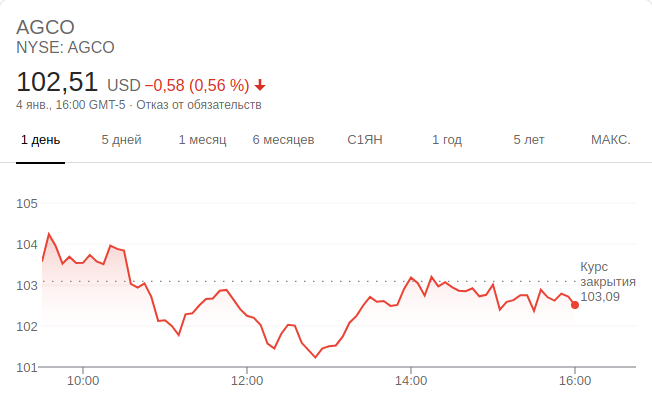 AGCO
NYSE: AGCO
102,51 USD −0,58 (0,56 %)
4 янв., 16:00 GMT-5 · Отказ от обязательств
1 день 5 дней 1 месяц 6 месяцев С1ЯН 1 год 5 лет МАКС.
105
104
103
102
101
Курс
закрытия
103,09
10:00 12:00 14:00 16:00